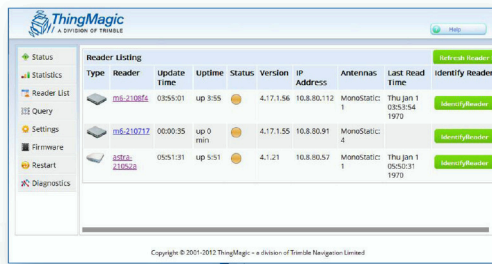 ThingMagic
A DIVISION OF TRIMBLE
Help
Status
Statistics
Reader List
Query
Settings
Firmware
Restart
Diagnostics
Reader Listing
Refresh Reader
Type Reader Update Time Uptime Status Version IP Address Antennas Last Read Time Identify Reader
m6-2108f4 03:55:01 up 3:55 4.17.1.56 10.8.80.112 MonoStatic: 1 Thu Jan 1 03:53:54 1970 IdentifyReader
m6-210717 00:00:35 up 0 min 4.17.1.55 10.8.80.91 MonoStatic: 4 IdentifyReader
astra-21052a 05:51:31 up 5:51 4.1.21 10.8.80.57 MonoStatic: 1 Thu Jan 1 05:50:31 1970 IdentifyReader
Copyright © 2001-2012 ThingMagic - a division of Trimble Navigation Limited